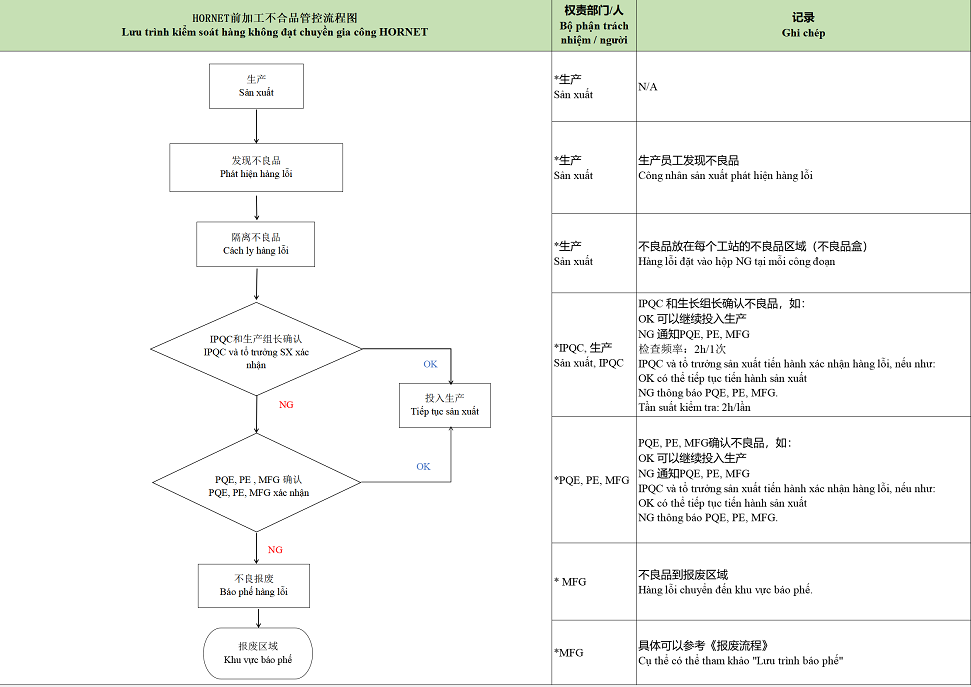 HORNET前加工不合品管控流程图
Lưu trình kiểm soát hàng không đạt chuyền gia công HORNET
权责部门/人
Bộ phận trách
nhiệm / người
记录
Ghi chép
生产
Sản xuất
*生产
Sản xuất
N/A
发现不良品
Phát hiện hàng lỗi
*生产
Sản xuất
生产员工发现不良品
Công nhân sản xuất phát hiện hàng lỗi
隔离不良品
Cách ly hàng lỗi
*生产
Sản xuất
不良品放在每个工站的不良品区域（不良品盒）
Hàng lỗi đặt vào hộp NG tại mỗi công đoạn
IPQC和生产组长确认
IPQC và tổ trưởng SX xác
nhận
OK
NG
投入生产
Tiếp tục sản xuất
*IPQC, 生产
Sản xuất, IPQC
IPQC 和生长组长确认不良品，如：
OK 可以继续投入生产
NG 通知PQE, PE, MFG
检查频率：2h/1次
IPQC và tổ trưởng sản xuất tiến hành xác nhận hàng lỗi, nếu như:
OK có thể tiếp tục tiến hành sản xuất
NG thông báo PQE, PE, MFG.
Tần suất kiểm tra: 2h/lần
PQE, PE , MFG 确认
PQE, PE, MFG xác nhận
OK
NG
*PQE, PE, MFG
PQE, PE, MFG确认不良品，如：
OK 可以继续投入生产
NG 通知PQE, PE, MFG
IPQC và tổ trưởng sản xuất tiến hành xác nhận hàng lỗi, nếu như:
OK có thể tiếp tục tiến hành sản xuất
NG thông báo PQE, PE, MFG.
不良报废
Báo phế hàng lỗi
* MFG
不良品到报废区域
Hàng lỗi chuyển đến khu vực báo phế.
报废区域
Khu vực báo phế
*MFG
具体可以参考《报废流程》
Cụ thể có thể tham khảo "Lưu trình báo phế"